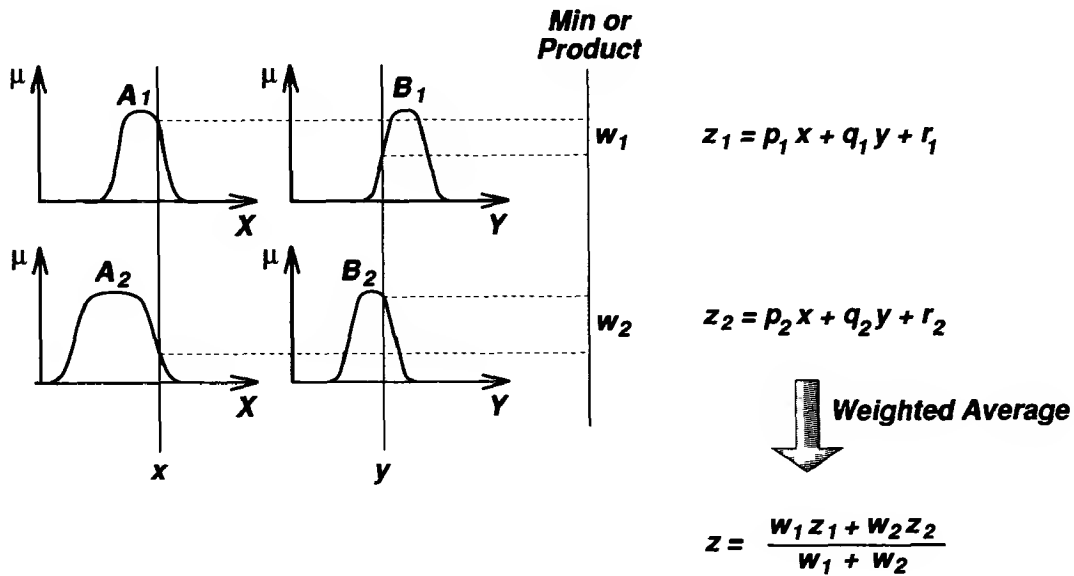 Min or
Product
μ
A1
μ
B1
w1
z1 = p1 x + q1 y + r1
X
Y
μ
A2
μ
B2
w2
z2 = p2 x + q2 y + r2
X
Y
Weighted Average
x
y
z = w1 z1 + w2 z2
w1 + w2